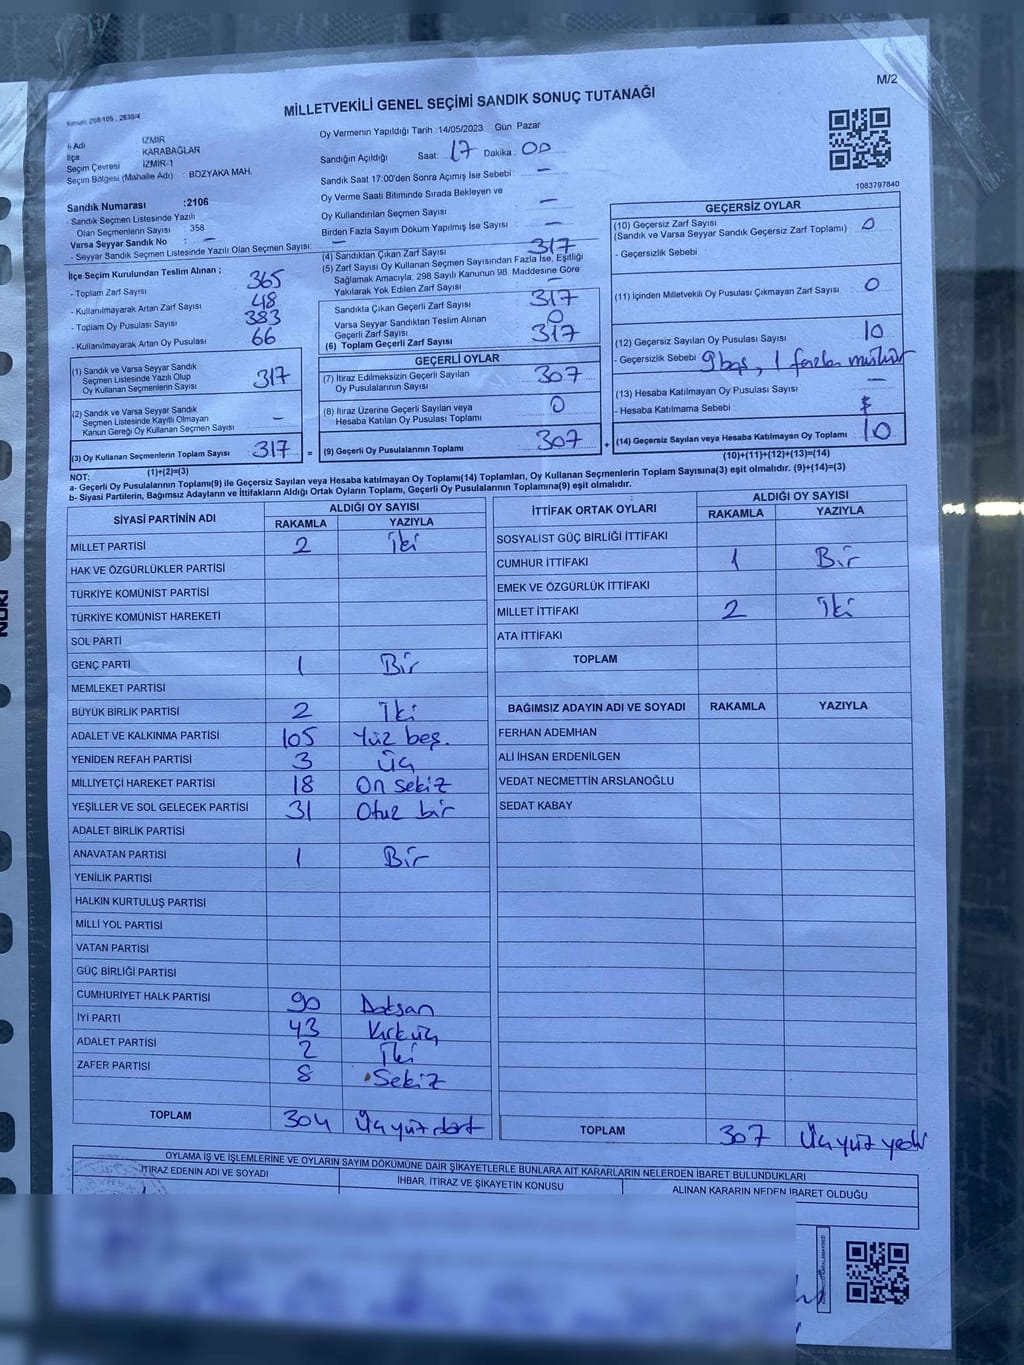 M/2
MİLLETVEKİLİ GENEL SEÇİMİ SANDIK SONUÇ TUTANAĞI
İl Adı İZMİR
İlçe KARABAĞLAR
Seçim Çevresi İZMİR-1
Seçim Bölgesi (Mahalle Adı) : BOZYAKA MAH.
Sandık Numarası :2106
- Sandık Seçmen Listesinde Yazılı
Olan Seçmenlerin Sayısı : 358
Varsa Seyyar Sandık No : —
- Seyyar Sandık Seçmen Listesinde Yazılı Olan Seçmen Sayısı: —
İlçe Seçim Kurulundan Teslim Alınan ;
- Toplam Zarf Sayısı 365
- Kullanılmayarak Artan Zarf Sayısı 48
- Toplam Oy Pusulası Sayısı 383
- Kullanılmayarak Artan Oy Pusulası 66
(1) Sandık ve Varsa Seyyar Sandık
Seçmen Listesinde Yazılı Olup
Oy Kullanan Seçmenlerin Sayısı 317
(2) Sandık ve Varsa Seyyar Sandık
Seçmen Listesinde Kayıtlı Olmayan
Kanun Gereği Oy Kullanan Seçmen Sayısı —
(3) Oy Kullanan Seçmenlerin Toplam Sayısı 317 =
(1)+(2)=(3)
Oy Vermenin Yapıldığı Tarih : 14/05/2023 Gün Pazar
Sandığın Açıldığı Saat: 17 Dakika : 00
Sandık Saat 17:00'den Sonra Açımış İse Sebebi : —
Oy Verme Saati Bitiminde Sırada Bekleyen ve
Oy Kullandırılan Seçmen Sayısı —
Birden Fazla Sayım Döküm Yapılmış İse Sayısı : —
(4) Sandıktan Çıkan Zarf Sayısı 317
(5) Zarf Sayısı Oy Kullanan Seçmen Sayısından Fazla İse, Eşitliği
Sağlamak Amacıyla, 298 Sayılı Kanunun 98. Maddesine Göre
Yakılarak Yok Edilen Zarf Sayısı —
Sandıkta Çıkan Geçerli Zarf Sayısı 317
Varsa Seyyar Sandıktan Teslim Alınan
Geçerli Zarf Sayısı 0
(6) Toplam Geçerli Zarf Sayısı 317
GEÇERLİ OYLAR
(7) İtiraz Edilmeksizin Geçerli Sayılan
Oy Pusulalarının Sayısı 307
(8) İtiraz Üzerine Geçerli Sayılan veya
Hesaba Katılan Oy Pusulası Toplamı 0
(9) Geçerli Oy Pusulalarının Toplamı 307 +
1083797840
GEÇERSİZ OYLAR
(10) Geçersiz Zarf Sayısı 0
(Sandık ve Varsa Seyyar Sandık Geçersiz Zarf Toplamı)
- Geçersizlik Sebebi
(11) İçinden Milletvekili Oy Pusulası Çıkmayan Zarf Sayısı : 0
(12) Geçersiz Sayılan Oy Pusulası Sayısı 10
- Geçersizlik Sebebi 9 boş, 1 fazla mühür
(13) Hesaba Katılmayan Oy Pusulası Sayısı —
- Hesaba Katılmama Sebebi :
(14) Geçersiz Sayılan veya Hesaba Katılmayan Oy Toplamı : 10
(10)+(11)+(12)+(13)=(14)
NOT:
a- Geçerli Oy Pusulalarının Toplamı(9) ile Geçersiz Sayılan veya Hesaba katılmayan Oy Toplamı(14) Toplamları, Oy Kullanan Seçmenlerin Toplam Sayısına(3) eşit olmalıdır. (9)+(14)=(3)
b- Siyasi Partilerin, Bağımsız Adayların ve İttifakların Aldığı Ortak Oyların Toplamı, Geçerli Oy Pusulalarının Toplamına(9) eşit olmalıdır.
SİYASİ PARTİNİN ADI ALDIĞI OY SAYISI
RAKAMLA YAZIYLA
MİLLET PARTİSİ 2 İki
HAK VE ÖZGÜRLÜKLER PARTİSİ
TÜRKİYE KOMÜNİST PARTİSİ
TÜRKİYE KOMÜNİST HAREKETİ
SOL PARTİ
GENÇ PARTİ 1 Bir
MEMLEKET PARTİSİ
BÜYÜK BİRLİK PARTİSİ 2 İki
ADALET VE KALKINMA PARTİSİ 105 Yüz beş.
YENİDEN REFAH PARTİSİ 3 Üç
MİLLİYETÇİ HAREKET PARTİSİ 18 On sekiz
YEŞİLLER VE SOL GELECEK PARTİSİ 31 Otuz bir
ADALET BİRLİK PARTİSİ
ANAVATAN PARTİSİ 1 Bir
YENİLİK PARTISI
HALKIN KURTULUŞ PARTİSİ
MİLLİ YOL PARTİSİ
VATAN PARTİSİ
GÜÇ BİRLİĞİ PARTİSİ
CUMHURİYET HALK PARTİSİ 90 Doksan
İYİ PARTİ 43 Kırk üç
ADALET PARTİSİ 2 İki
ZAFER PARTİSİ 8 Sekiz
TOPLAM 304 Üçyüz dört
İTTİFAK ORTAK OYLARI ALDIĞI OY SAYISI
RAKAMLA YAZIYLA
SOSYALIST GÜÇ BİRLİĞİ İTTİFAKI
CUMHUR İTTİFAKI 1 Bir
EMEK VE ÖZGÜRLÜK İTTİFAKI
MİLLET İTTİFAKI 2 İki
ATA İTTİFAKI
TOPLAM
BAĞIMSIZ ADAYIN ADI VE SOYADI RAKAMLA YAZIYLA
FERHAN ADEMHAN
ALİ İHSAN ERDENİLGEN
VEDAT NECMETTİN ARSLANOĞLU
SEDAT KABAY
TOPLAM 307 Üçyüz yedi
OYLAMA İŞ VE İŞLEMLERİNE VE OYLARIN SAYIM DÖKÜMÜNE DAİR ŞİKAYETLERLE BUNLARA AIT KARARLARIN NELERDEN İBARET BULUNDUKLARI
İTİRAZ EDENİN ADI VE SOYADI İHBAR, İTİRAZ VE ŞİKAYETİN KONUSU ALINAN KARARIN NEDEN İBARET OLDUĞU